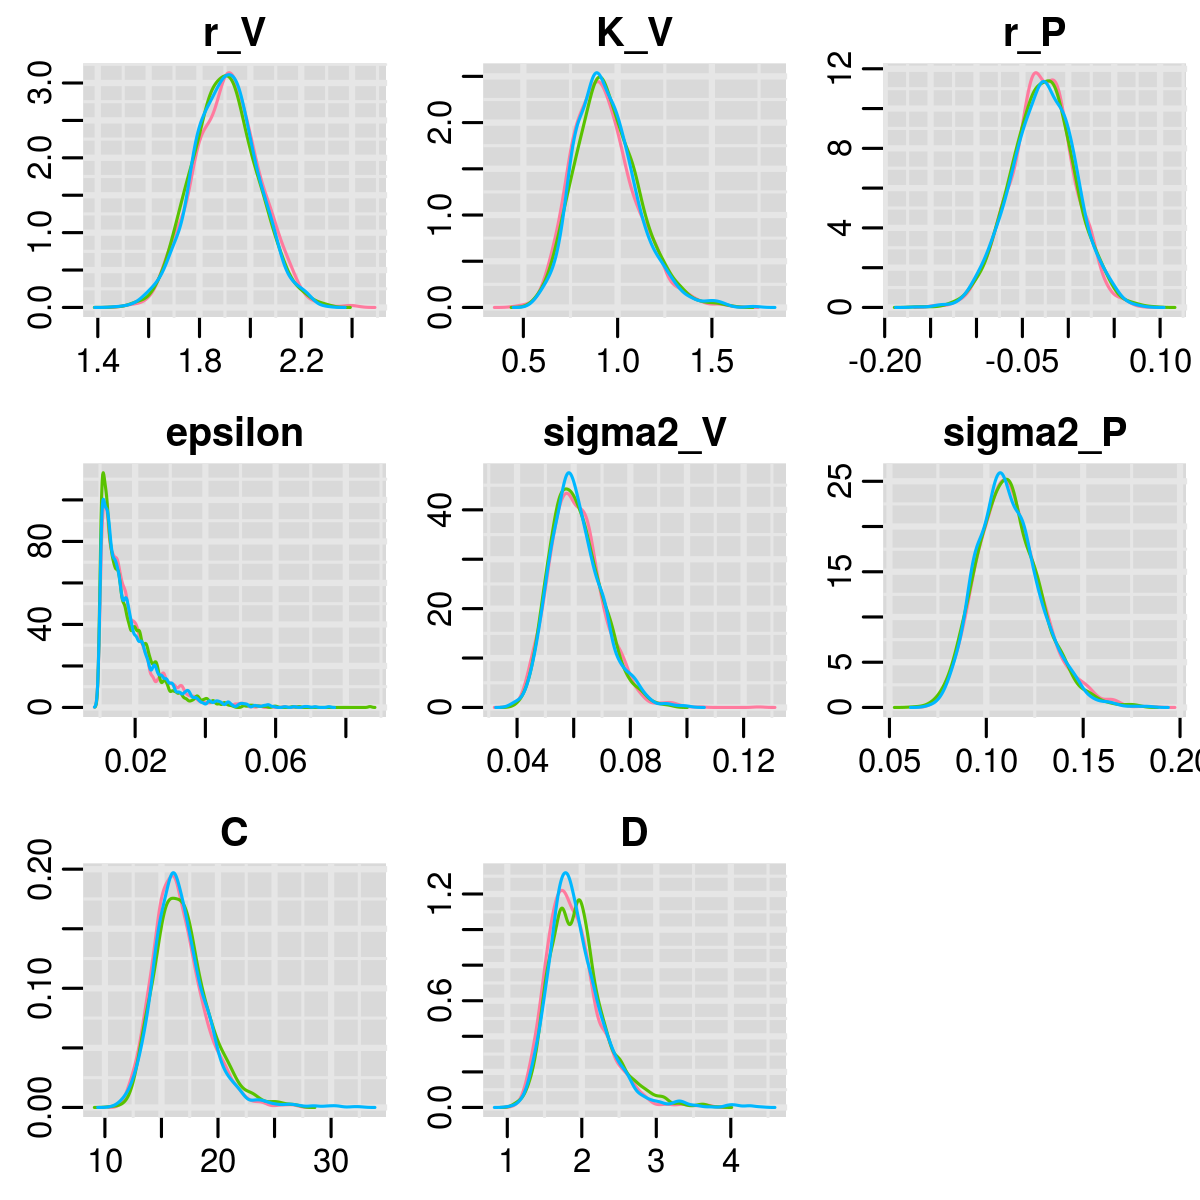 r_V
K_V
r_P
0.0 1.0 2.0 3.0
1.4 1.8 2.2
0.0 1.0 2.0
0.5 1.0 1.5
0 4 8 12
-0.20 -0.05 0.10
epsilon
sigma2_V
sigma2_P
0 40 80
0.02 0.06
0 20 40
0.04 0.08 0.12
0 5 15 25
0.05 0.10 0.15 0.20
C
D
0.00 0.10 0.20
10 20 30
0.0 0.6 1.2
1 2 3 4